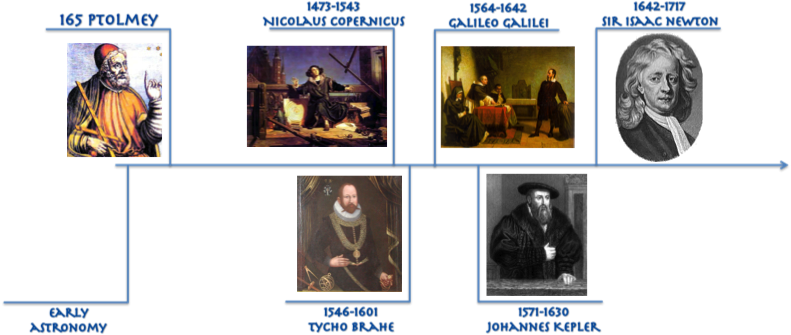 165 PTOLMEY
1473-1543
NICOLAUS COPERNICUS
1564-1642
GALILEO GALILEI
1642-1717
SIR ISAAC NEWTON
EARLY
ASTRONOMY
1546-1601
TYCHO BRAHE
1571-1630
JOHANNES KEPLER